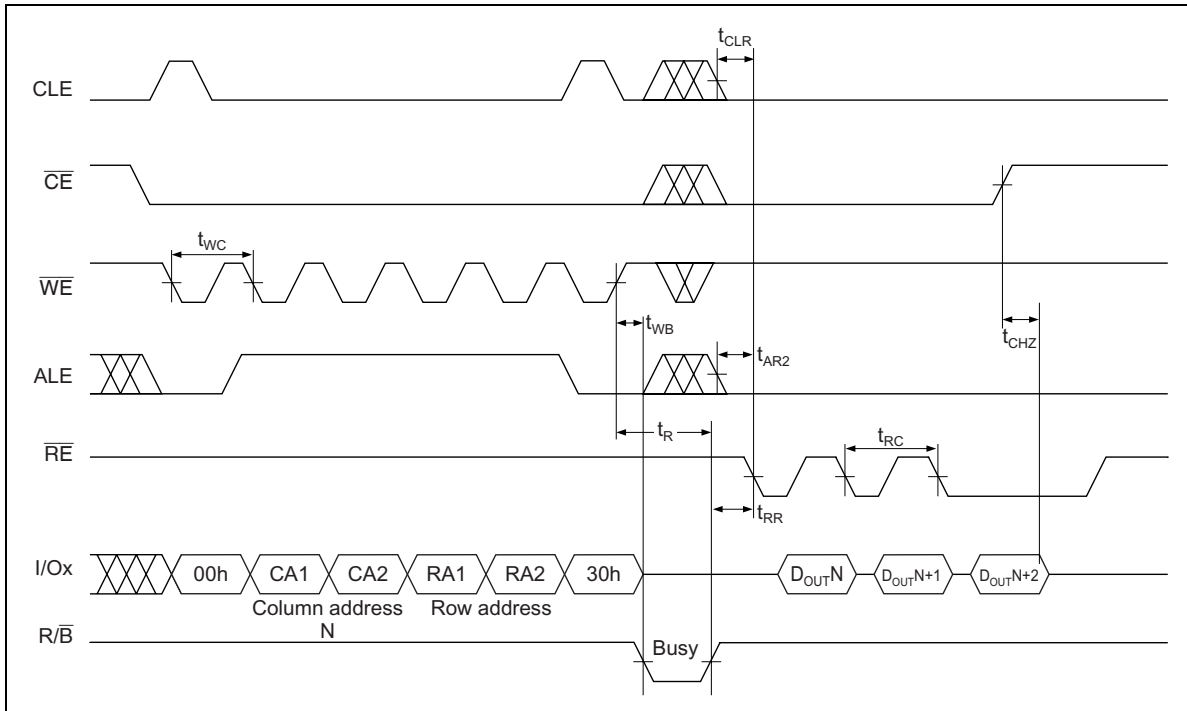 tCLR
CLE
CE
tWC
WE
tWB
tCHZ
tAR2
ALE
tR
tRC
RE
tRR
I/Ox
00h CA1 CA2 RA1 RA2 30h DOUTN DOUTN+1 DOUTN+2
Column address Row address
N
R/B
Busy